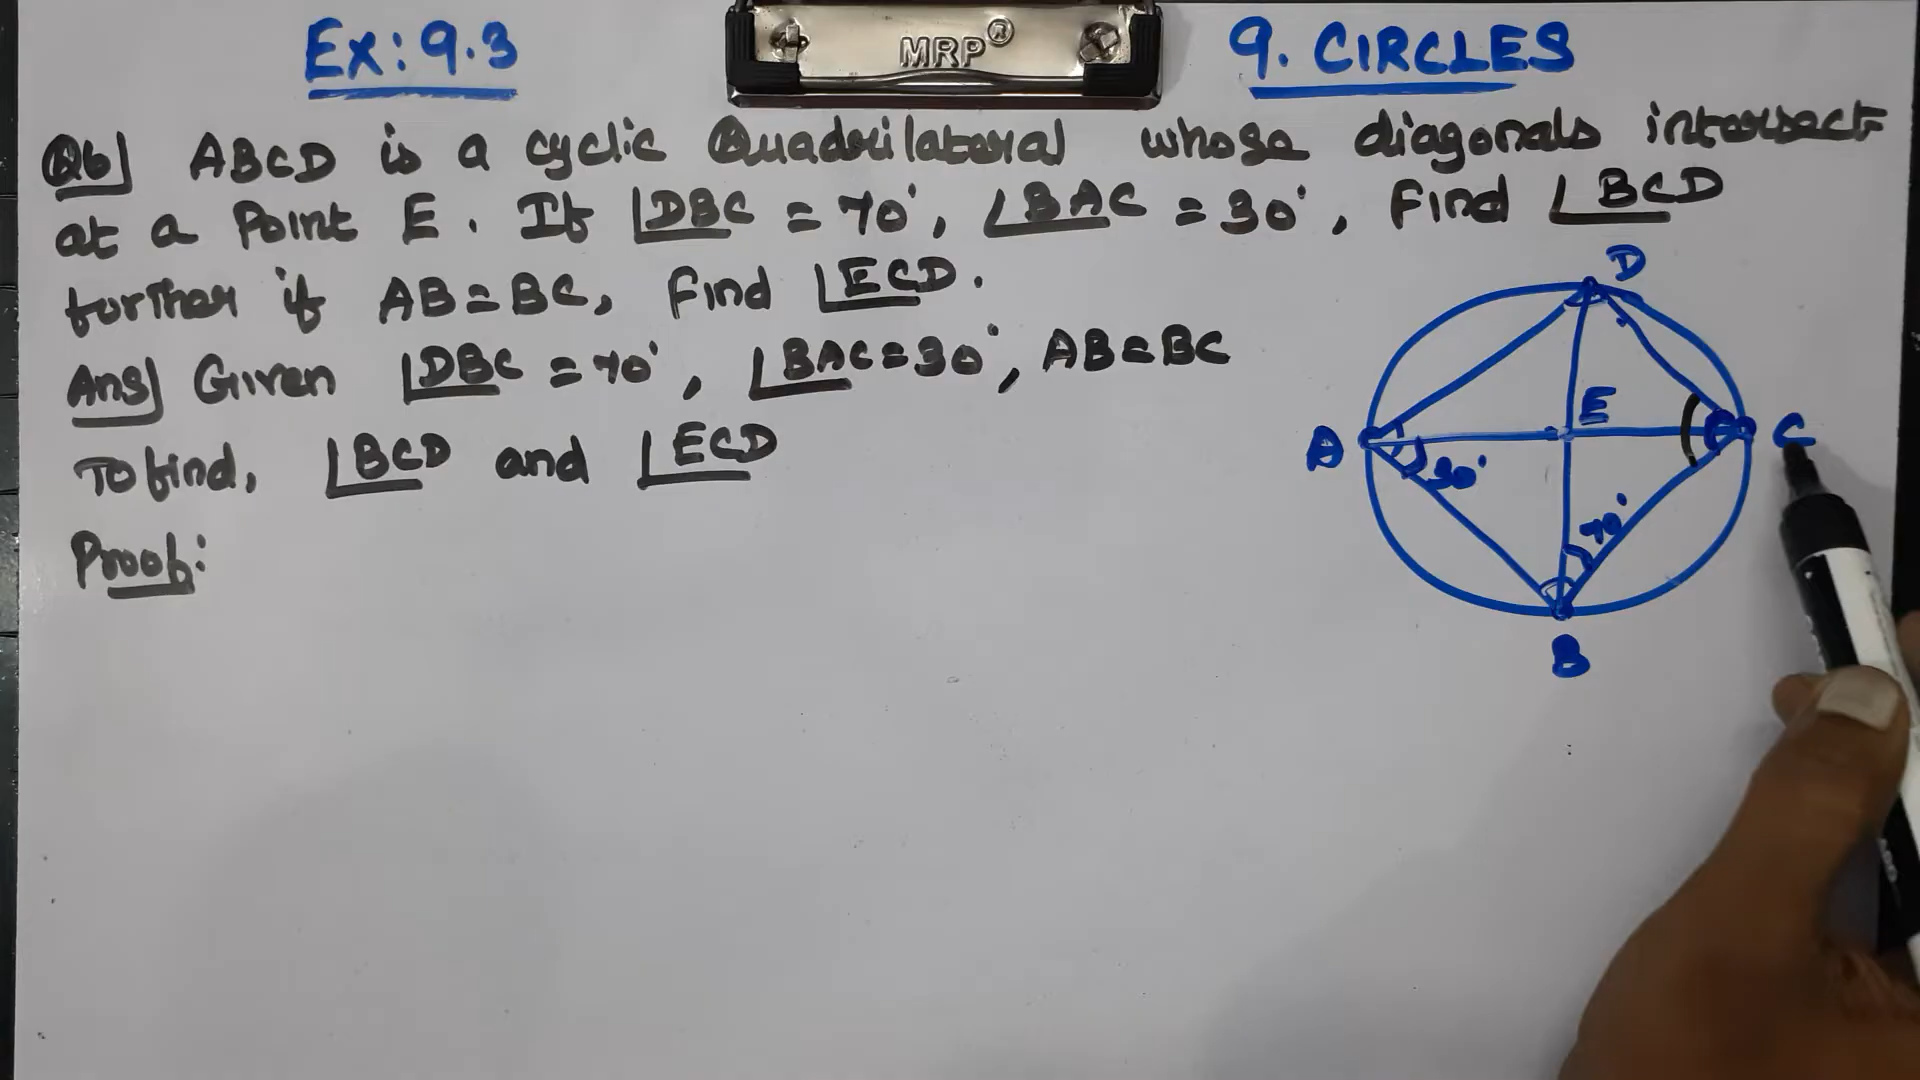 Ex: 9.3
MRP®
9. CIRCLES
Q6] ABCD is a cyclic Quadrilateral whose diagonals intersect
at a Point E. If ∠DBC = 70°, ∠BAC = 30°, Find ∠BCD
further if AB = BC, Find ∠ECD.
Ans] Given ∠DBC = 70°, ∠BAC = 30°, AB = BC
To find, ∠BCD and ∠ECD
Proof:
D
E
A
C
30°
70°
B